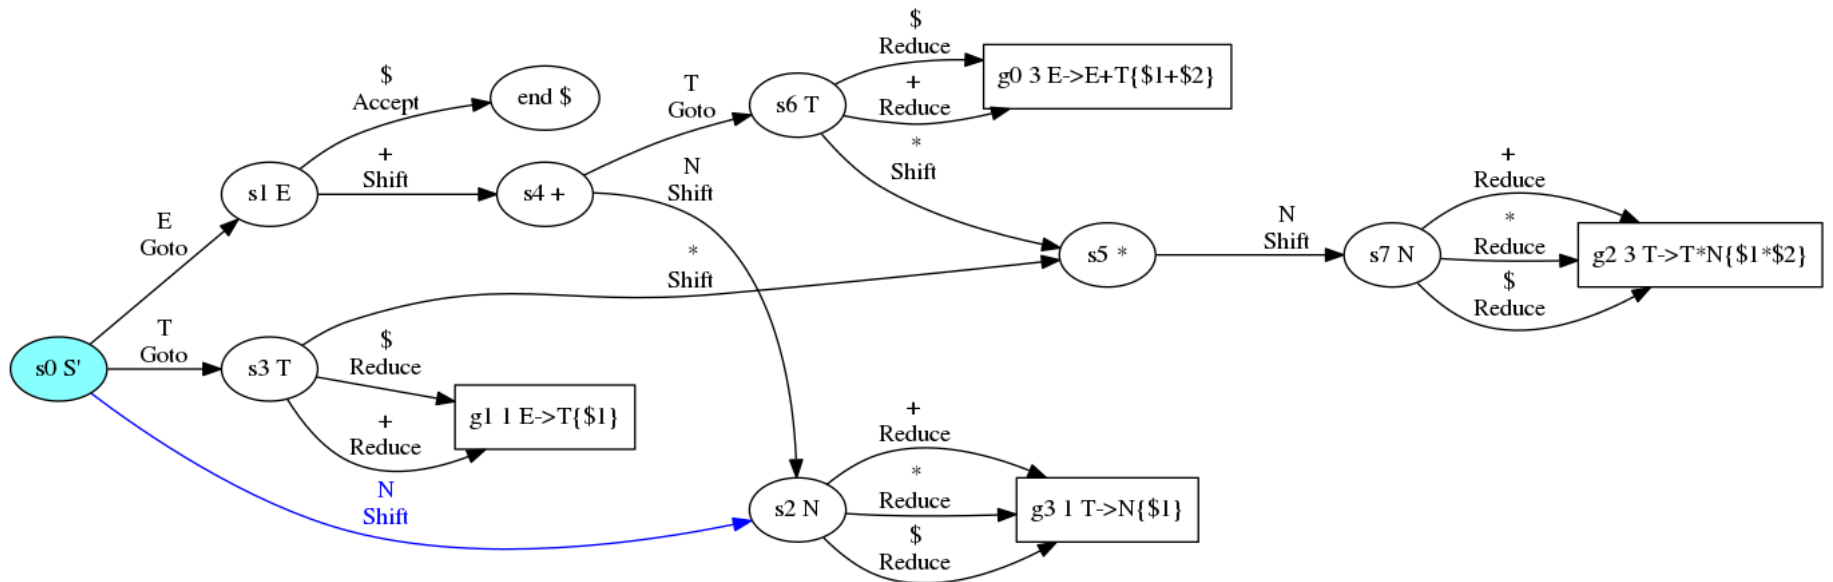 $
Reduce
g0 3 E->E+T{$1+$2}
+
Reduce
s6 T
*
Shift
$
Accept
end $
T
Goto
+
Shift
s1 E
s4 +
N
Shift
+
Reduce
E
Goto
*
Shift
s5 *
N
Shift
s7 N
*
Reduce
g2 3 T->T*N{$1*$2}
$
Reduce
s0 S'
T
Goto
s3 T
$
Reduce
g1 1 E->T{$1}
+
Reduce
N
Shift
+
Reduce
s2 N
*
Reduce
g3 1 T->N{$1}
$
Reduce